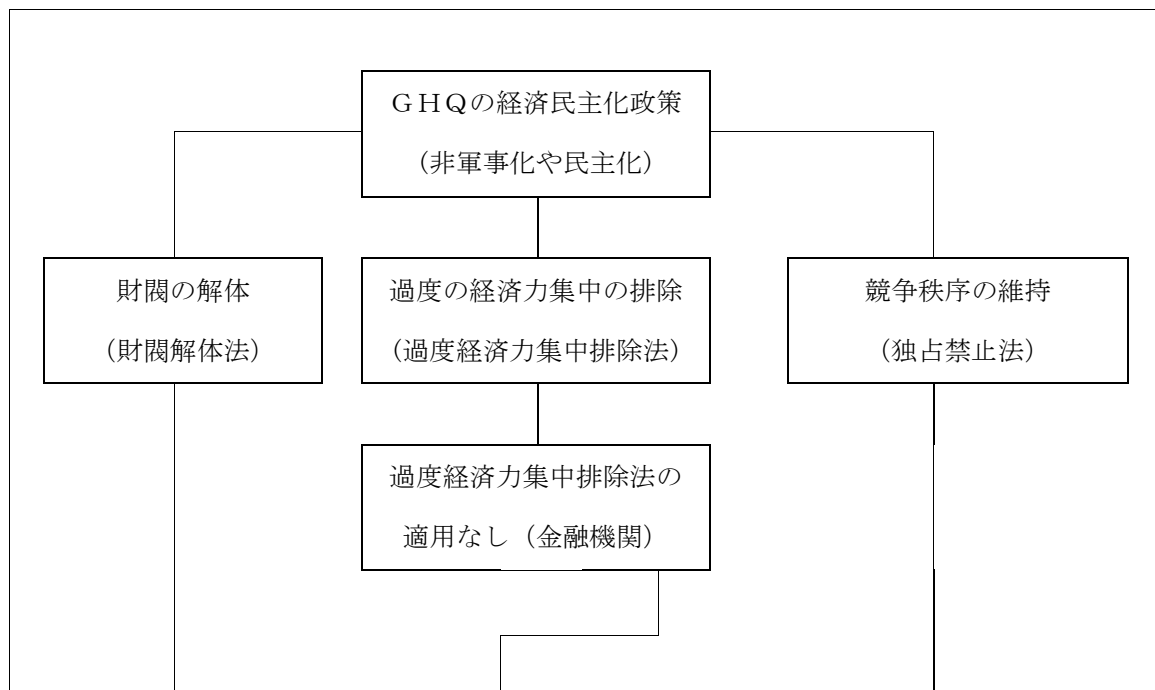 ＧＨＱの経済民主化政策
（非軍事化や民主化）
財閥の解体
（財閥解体法）
過度の経済力集中の排除
（過度経済力集中排除法）
競争秩序の維持
（独占禁止法）
過度経済力集中排除法の
適用なし（金融機関）